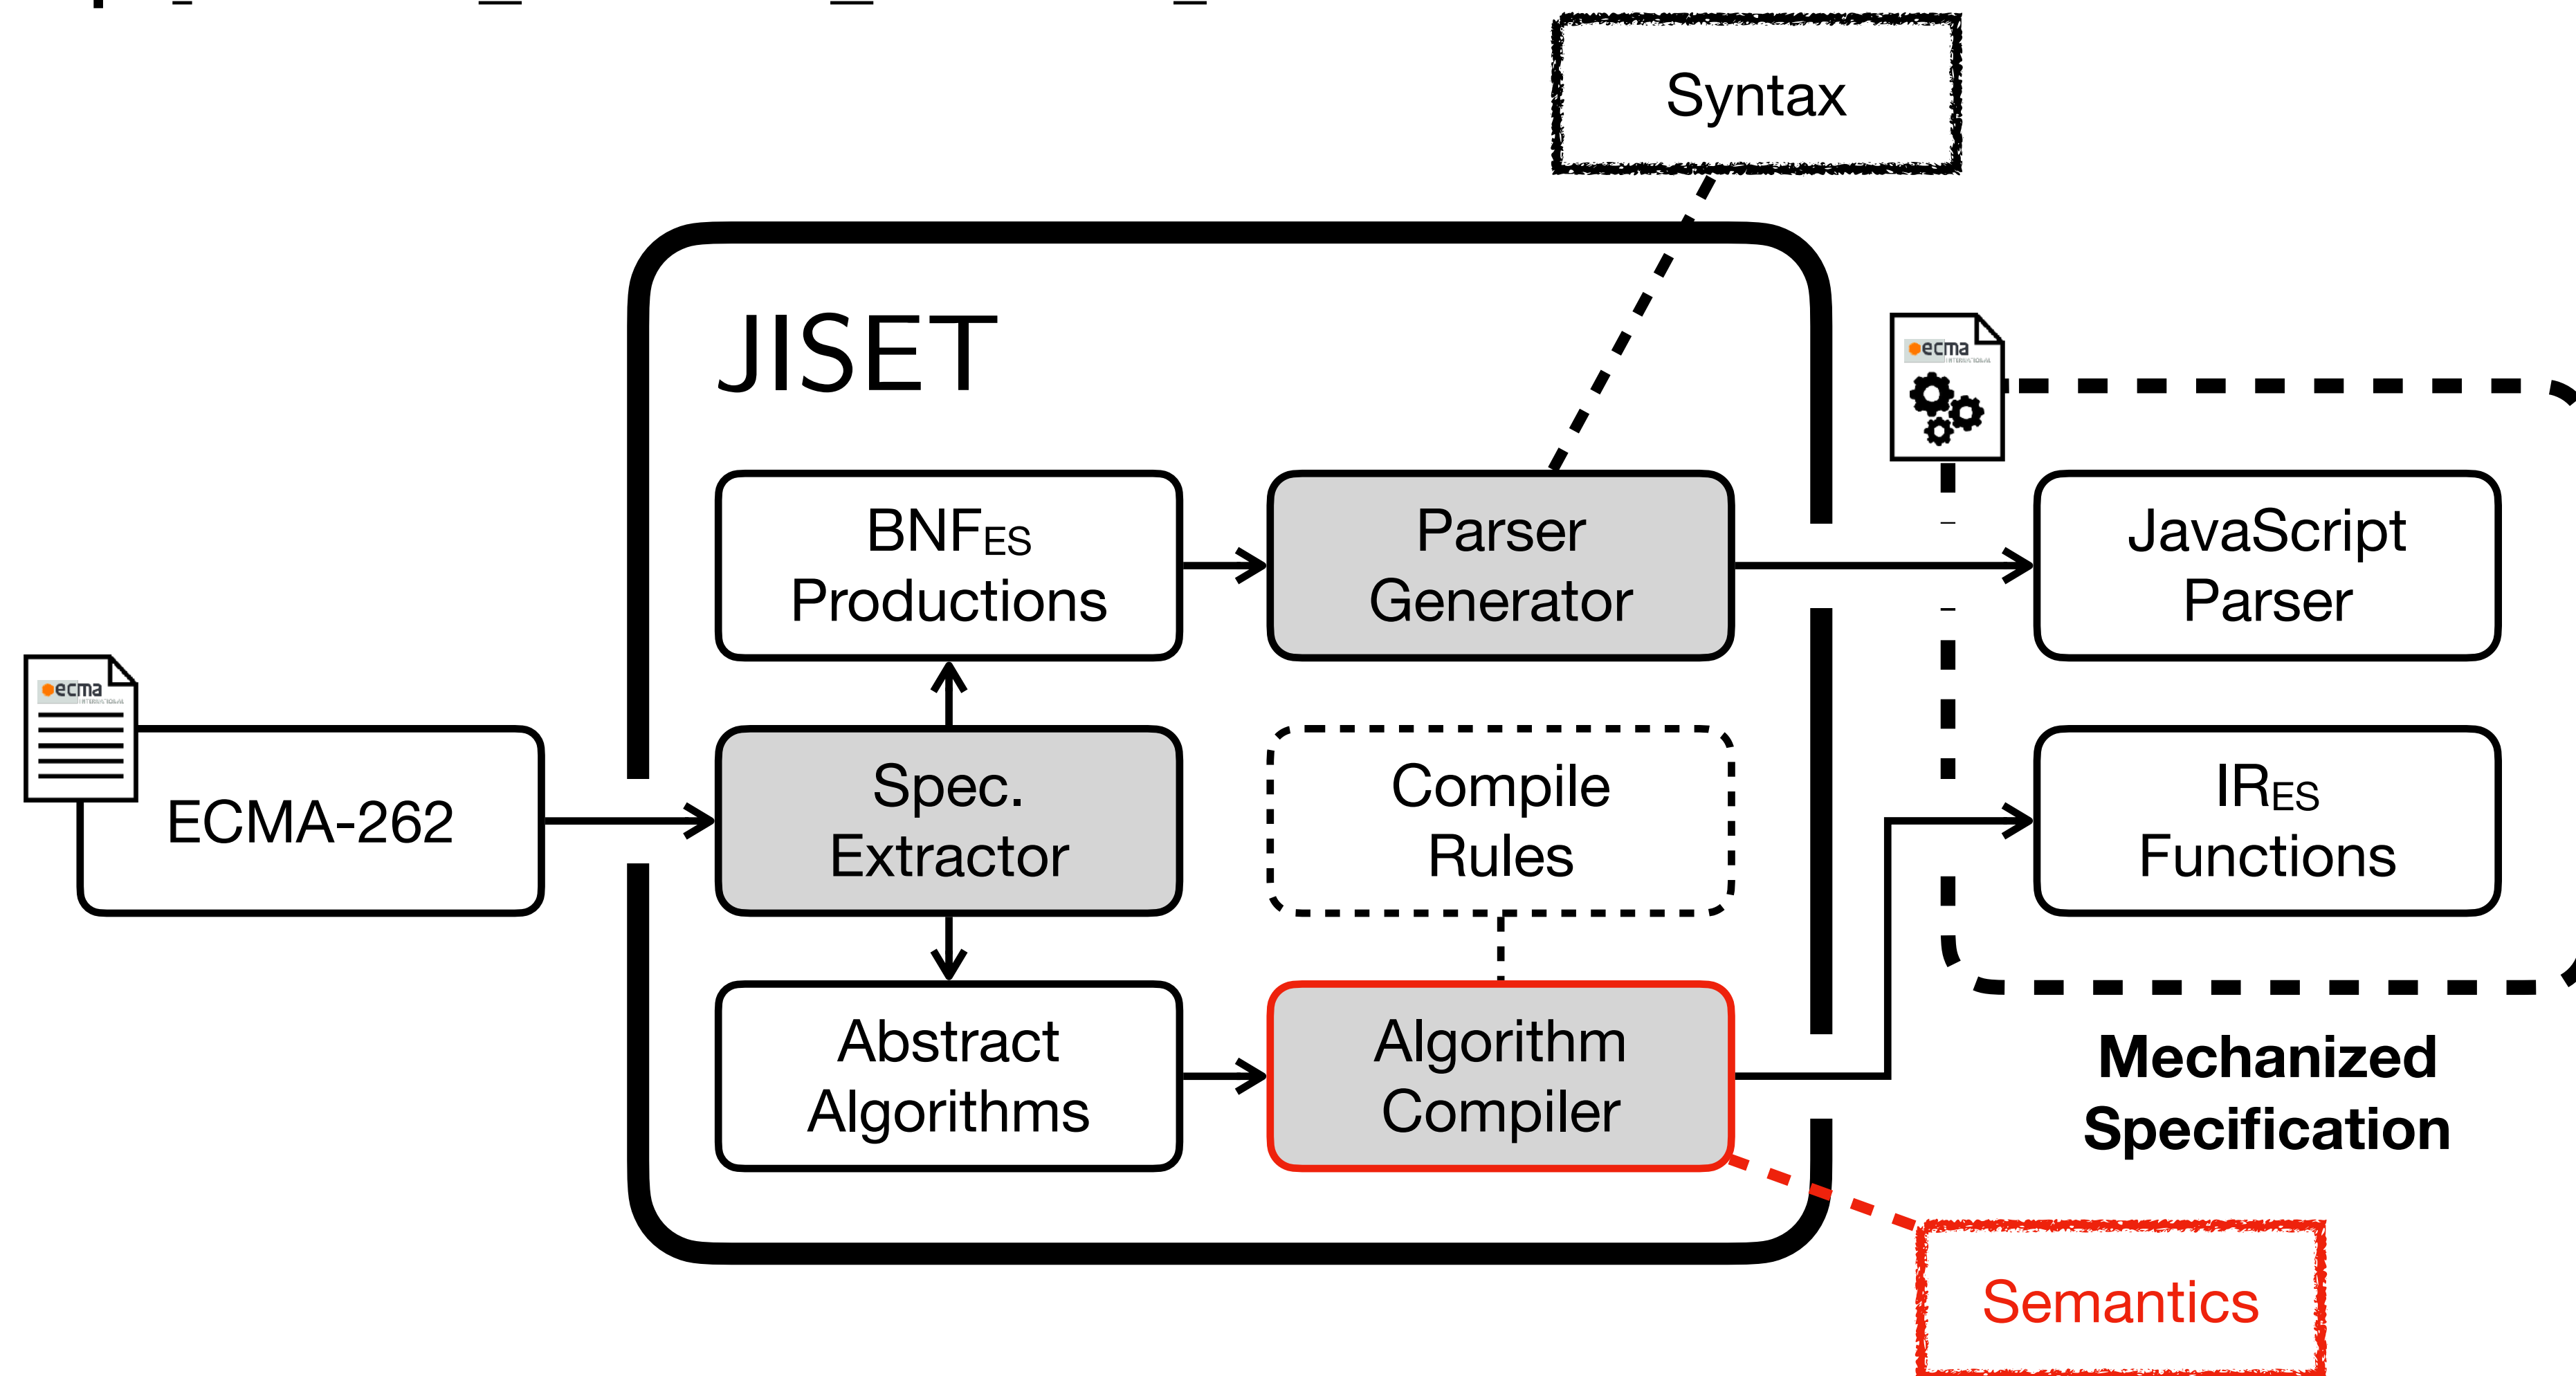 Syntax
JISET
ecma
BNFES
Productions
Parser
Generator
JavaScript
Parser
ecma
ECMA-262
Spec.
Extractor
Compile
Rules
IRES
Functions
Abstract
Algorithms
Algorithm
Compiler
Mechanized
Specification
Semantics